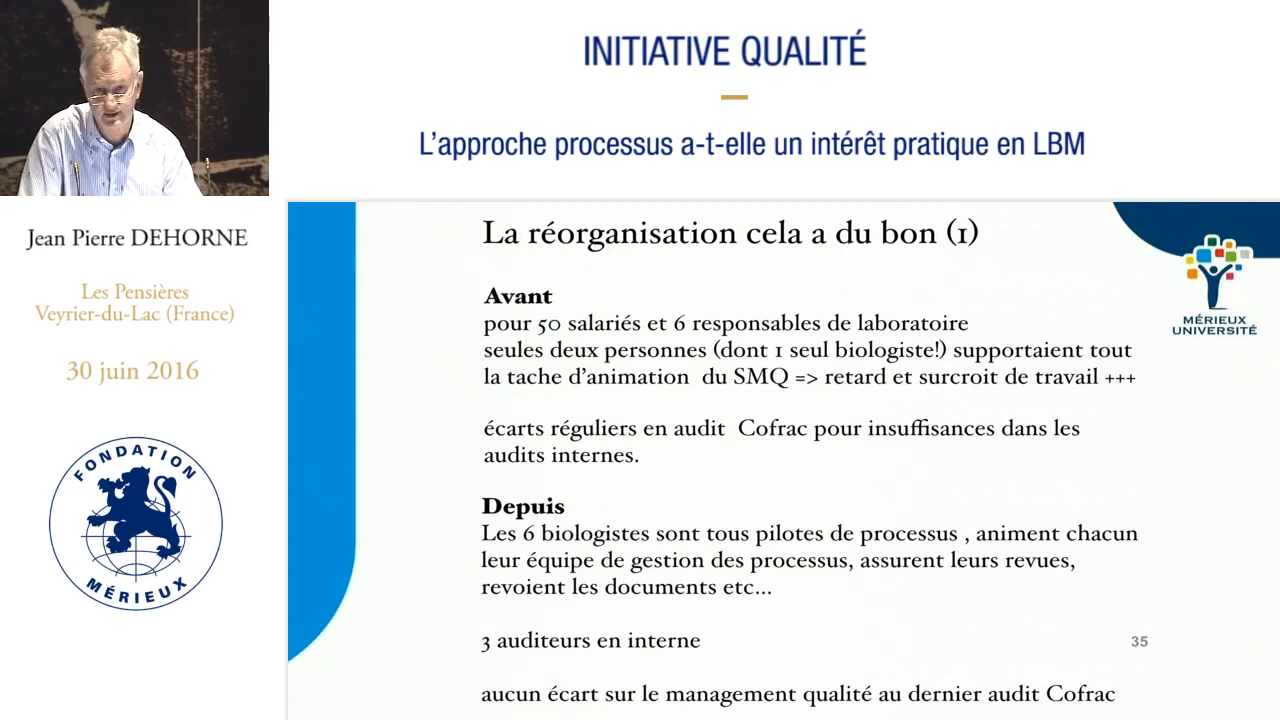 INITIATIVE QUALITÉ
L'approche processus a-t-elle un intérêt pratique en LBM
Jean Pierre DEHORNE
Les Pensières
Veyrier-du-Lac (France)
30 juin 2016
FONDATION
MÉRIEUX
La réorganisation cela a du bon (1)
MÉRIEUX
UNIVERSITÉ
Avant
pour 50 salariés et 6 responsables de laboratoire
seules deux personnes (dont 1 seul biologiste!) supportaient tout
la tache d'animation du SMQ => retard et surcroit de travail +++
écarts réguliers en audit Cofrac pour insuffisances dans les
audits internes.
Depuis
Les 6 biologistes sont tous pilotes de processus , animent chacun
leur équipe de gestion des processus, assurent leurs revues,
revoient les documents etc...
3 auditeurs en interne
35
aucun écart sur le management qualité au dernier audit Cofrac